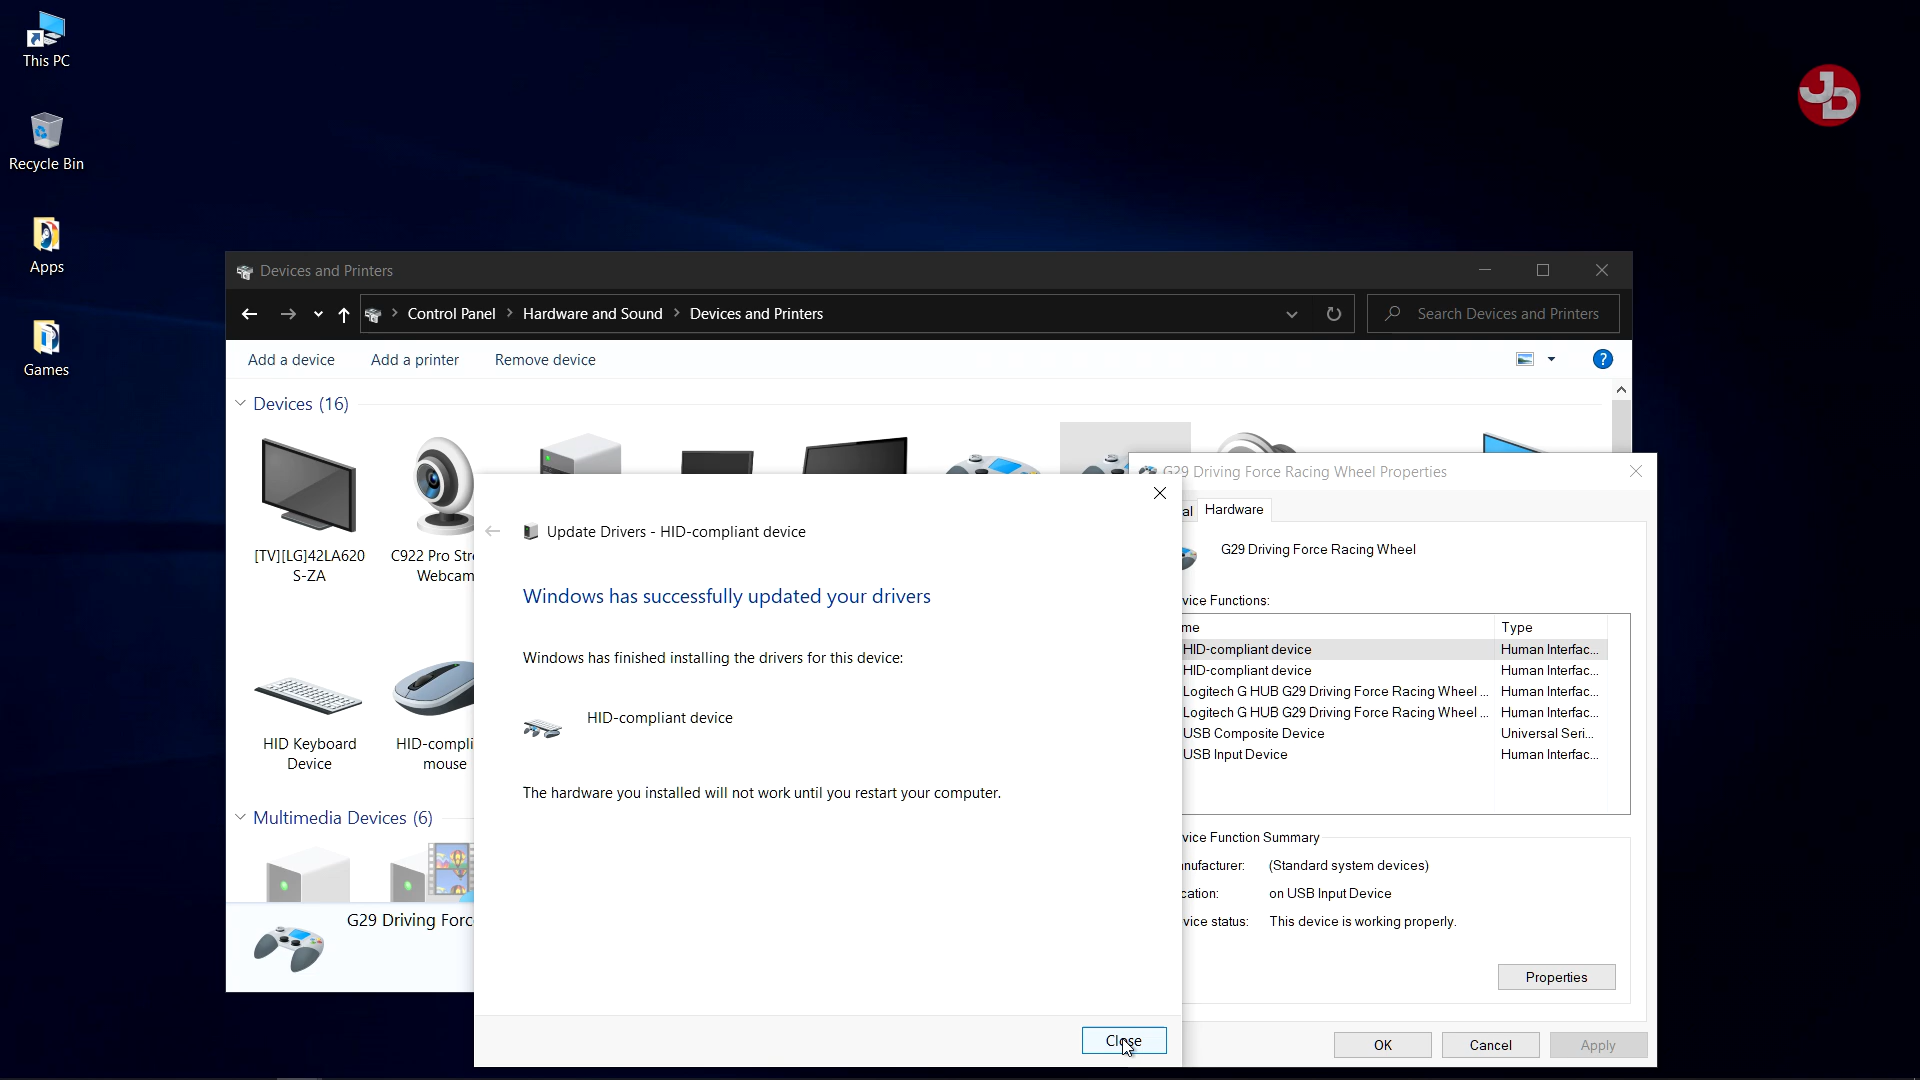 This PC
Recycle Bin
Apps
Games
JD
Devices and Printers
Control Panel > Hardware and Sound > Devices and Printers
Search Devices and Printers
Add a device
Add a printer
Remove device
?
Devices (16)
[TV][LG]42LA620
S-ZA
C922 Pro Str
Webcam
HID Keyboard
Device
HID-compli
mouse
Multimedia Devices (6)
G29 Driving Forc
Update Drivers - HID-compliant device
Windows has successfully updated your drivers
Windows has finished installing the drivers for this device:
HID-compliant device
The hardware you installed will not work until you restart your computer.
Close
G29 Driving Force Racing Wheel Properties
al
Hardware
G29 Driving Force Racing Wheel
vice Functions:
me
Type
HID-compliant device
Human Interfac...
HID-compliant device
Human Interfac...
Logitech G HUB G29 Driving Force Racing Wheel ...
Human Interfac...
Logitech G HUB G29 Driving Force Racing Wheel ...
Human Interfac...
USB Composite Device
Universal Seri...
USB Input Device
Human Interfac...
vice Function Summary
nufacturer:
(Standard system devices)
cation:
on USB Input Device
vice status:
This device is working properly.
Properties
OK
Cancel
Apply